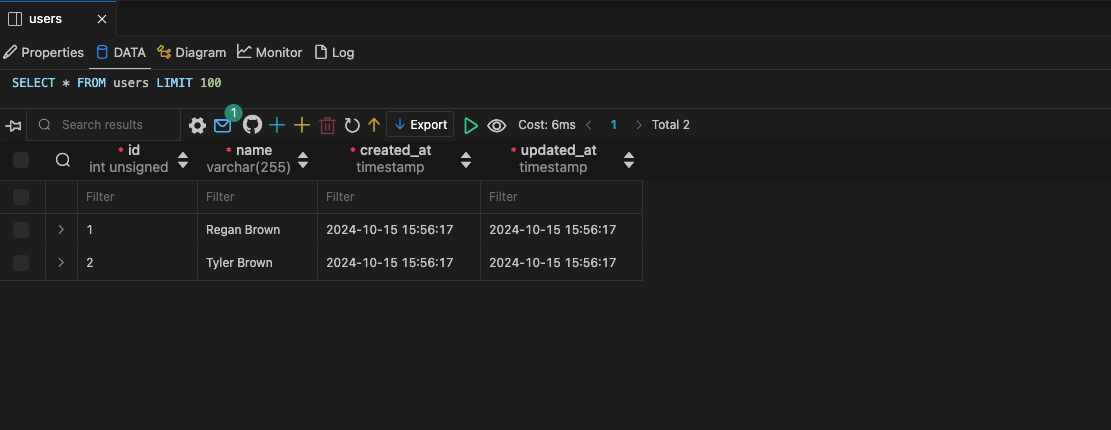 users
Properties DATA Diagram Monitor Log
SELECT * FROM users LIMIT 100
Search results 1 Export Cost: 6ms 1 Total 2
* id * name * created_at * updated_at
int unsigned varchar(255) timestamp timestamp
Filter Filter Filter Filter
1 Regan Brown 2024-10-15 15:56:17 2024-10-15 15:56:17
2 Tyler Brown 2024-10-15 15:56:17 2024-10-15 15:56:17